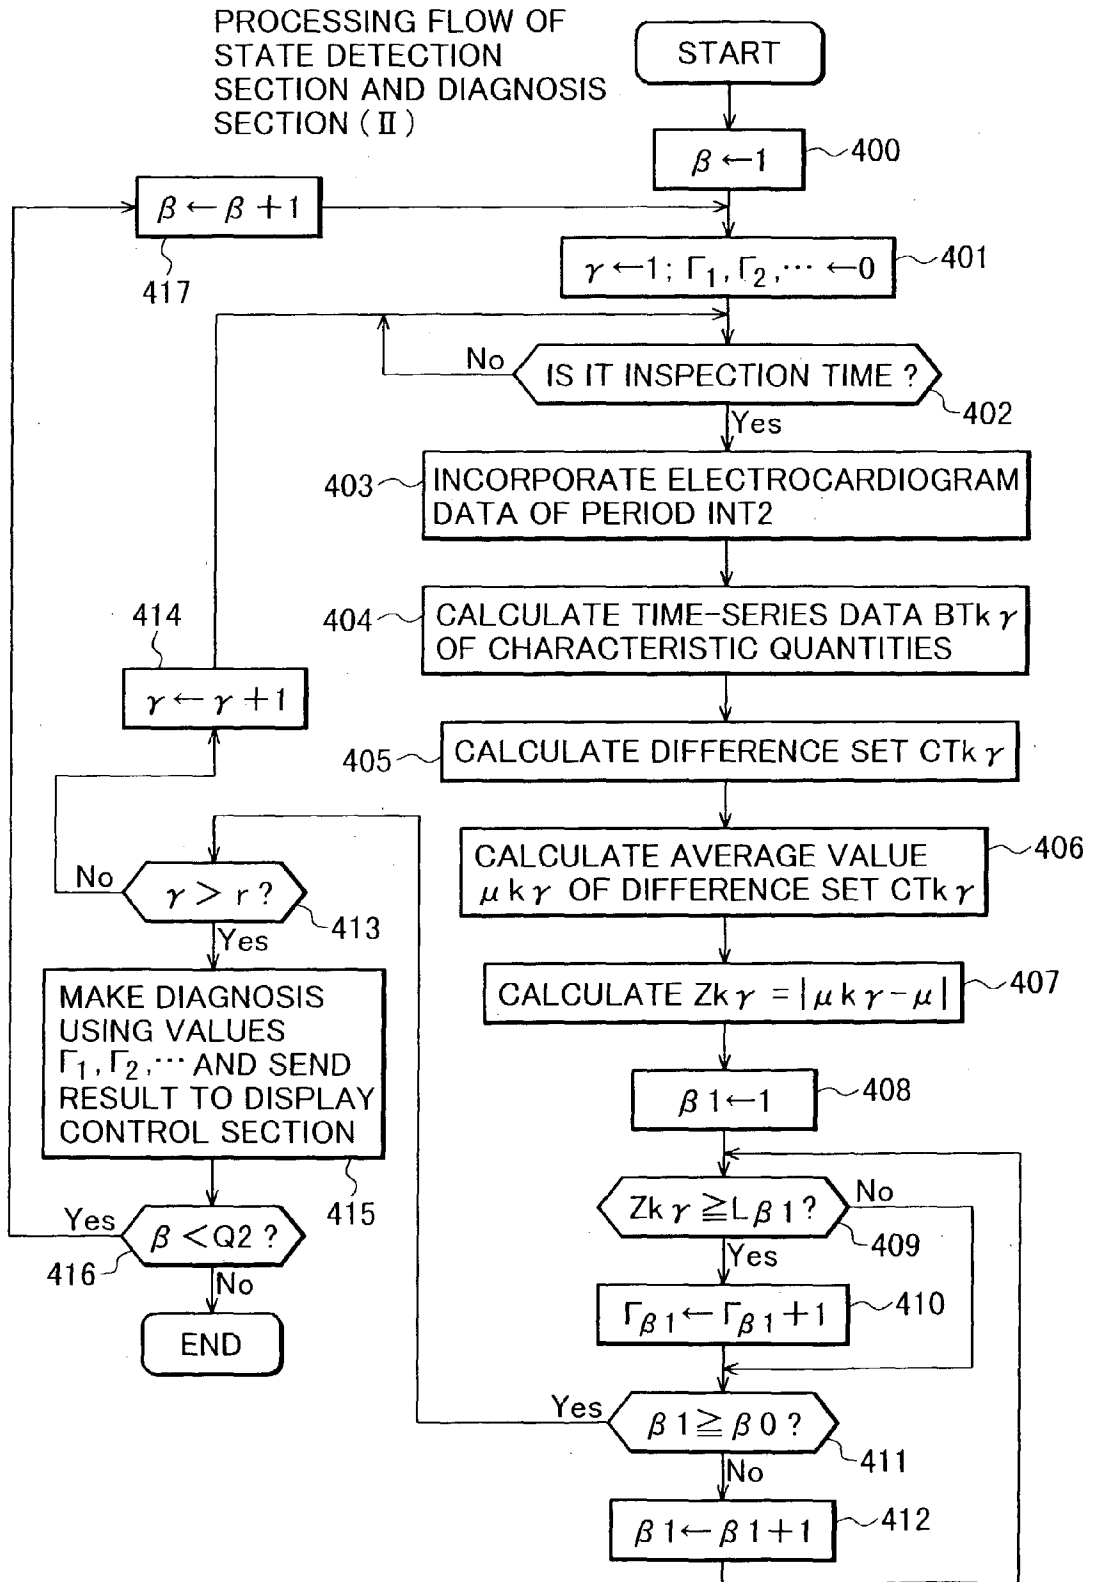 PROCESSING FLOW OF
STATE DETECTION
SECTION AND DIAGNOSIS
SECTION (II)
START
β←1
400
β←β+1
417
γ←1; Γ₁, Γ₂, ⋯ ←0
401
IS IT INSPECTION TIME ?
402
No
Yes
403
INCORPORATE ELECTROCARDIOGRAM
DATA OF PERIOD INT2
404
CALCULATE TIME-SERIES DATA BTkγ
OF CHARACTERISTIC QUANTITIES
414
γ←γ+1
405
CALCULATE DIFFERENCE SET CTkγ
CALCULATE AVERAGE VALUE
μkγ OF DIFFERENCE SET CTkγ
406
γ > r ?
413
No
Yes
CALCULATE Zkγ = |μkγ−μ|
407
MAKE DIAGNOSIS
USING VALUES
Γ₁, Γ₂, ⋯ AND SEND
RESULT TO DISPLAY
CONTROL SECTION
415
β1←1
408
Zkγ≧Lβ1?
409
No
Yes
β<Q2 ?
416
Yes
No
END
Γβ1←Γβ1+1
410
β1≧β0 ?
411
Yes
No
β1←β1+1
412